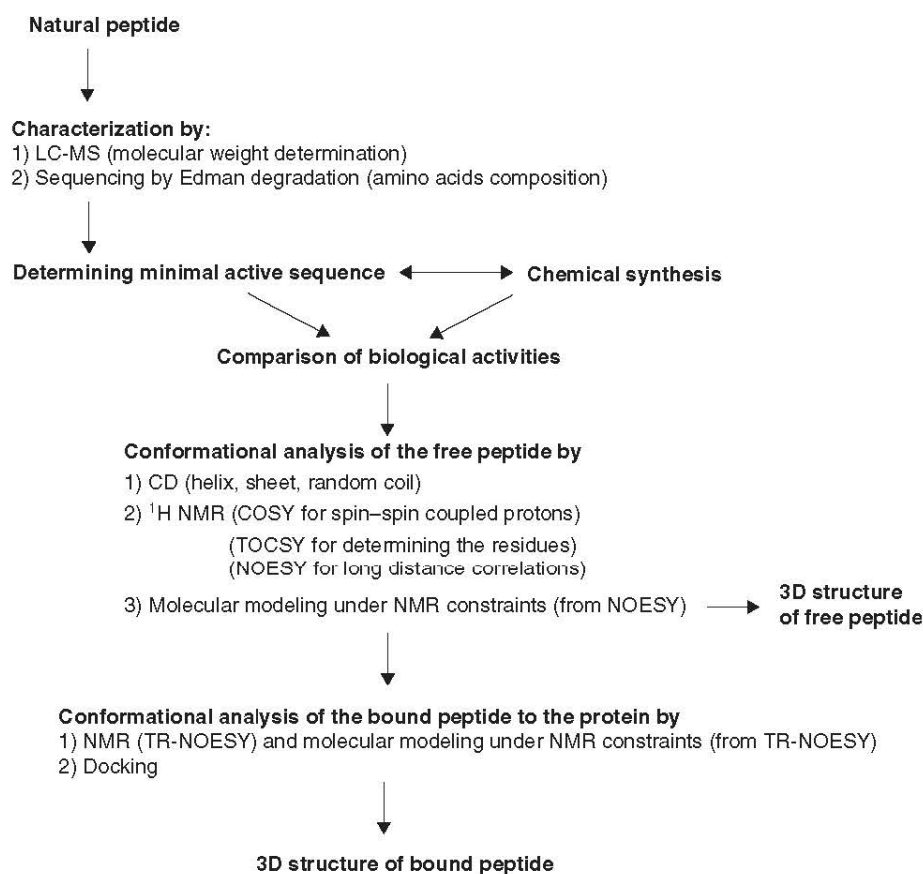 Natural peptide
Characterization by:
1) LC-MS (molecular weight determination)
2) Sequencing by Edman degradation (amino acids composition)
Determining minimal active sequence
Chemical synthesis
Comparison of biological activities
Conformational analysis of the free peptide by
1) CD (helix, sheet, random coil)
2) ¹H NMR (COSY for spin–spin coupled protons)
(TOCSY for determining the residues)
(NOESY for long distance correlations)
3) Molecular modeling under NMR constraints (from NOESY)
3D structure
of free peptide
Conformational analysis of the bound peptide to the protein by
1) NMR (TR-NOESY) and molecular modeling under NMR constraints (from TR-NOESY)
2) Docking
3D structure of bound peptide